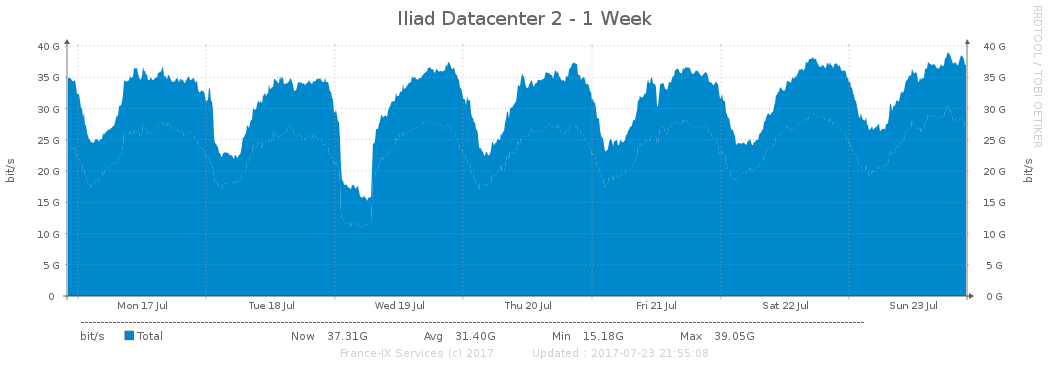 Iliad Datacenter 2 - 1 Week
RRDTOOL / TOBI OETIKER
40 G 40 G
35 G 35 G
30 G 30 G
25 G 25 G
20 G 20 G
15 G 15 G
10 G 10 G
5 G 5 G
0 0 G
bit/s bit/s
Mon 17 Jul Tue 18 Jul Wed 19 Jul Thu 20 Jul Fri 21 Jul Sat 22 Jul Sun 23 Jul
bit/s Total Now 37.31G Avg 31.40G Min 15.18G Max 39.05G
France-IX Services (c) 2017 Updated : 2017-07-23 21:55:08